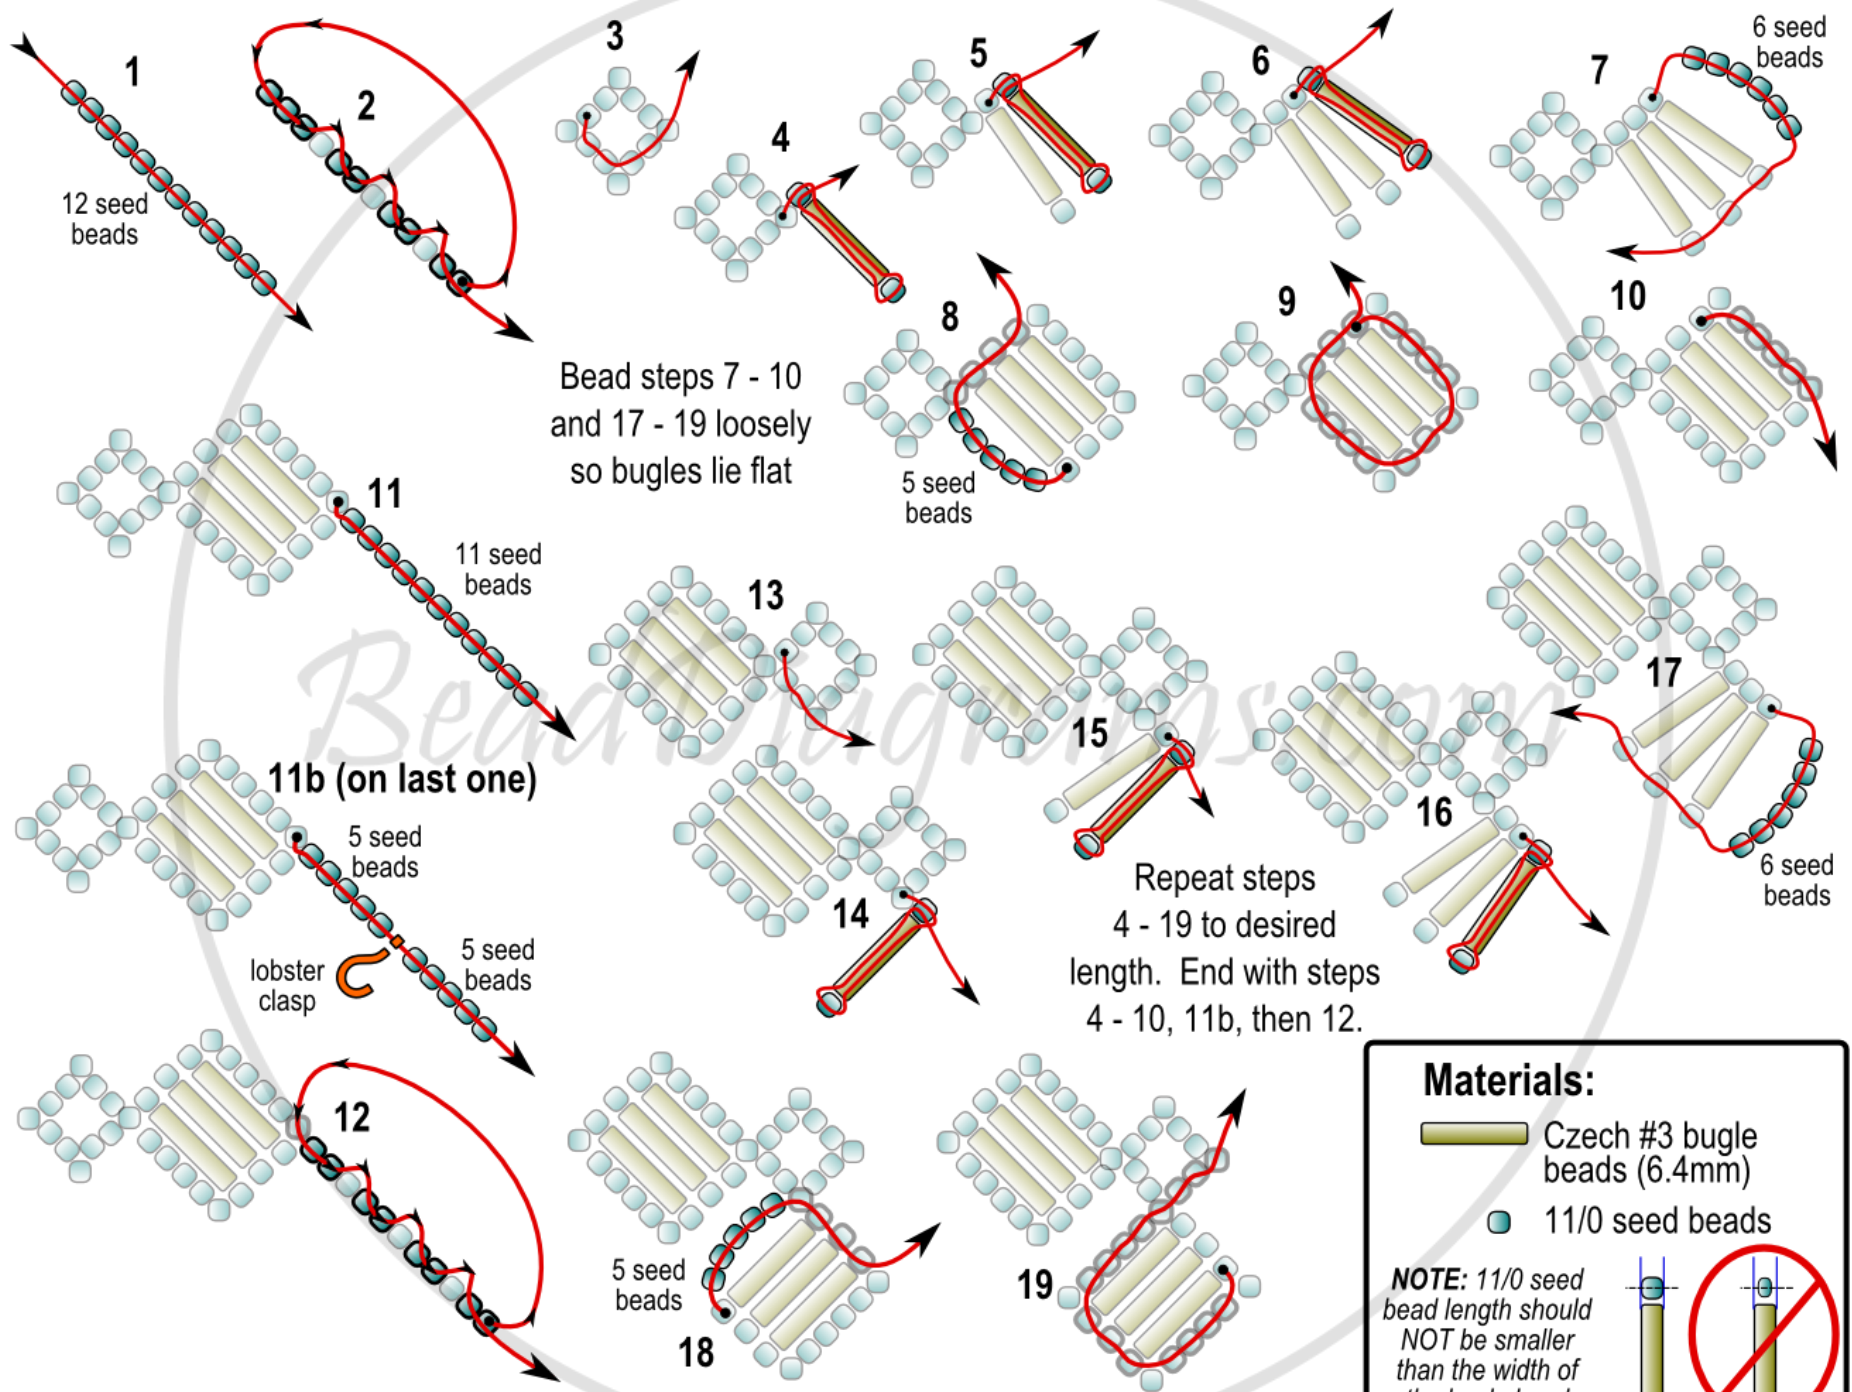 1
12 seed
beads
2
3
4
5
6
7
6 seed
beads
Bead steps 7 - 10
and 17 - 19 loosely
so bugles lie flat
8
5 seed
beads
9
10
11
11 seed
beads
11b (on last one)
5 seed
beads
lobster
clasp
5 seed
beads
12
13
14
15
16
17
6 seed
beads
Repeat steps
4 - 19 to desired
length. End with steps
4 - 10, 11b, then 12.
18
5 seed
beads
19
BeadDiagrams.com
Materials:
Czech #3 bugle
beads (6.4mm)
11/0 seed beads
NOTE: 11/0 seed
bead length should
NOT be smaller
than the width of